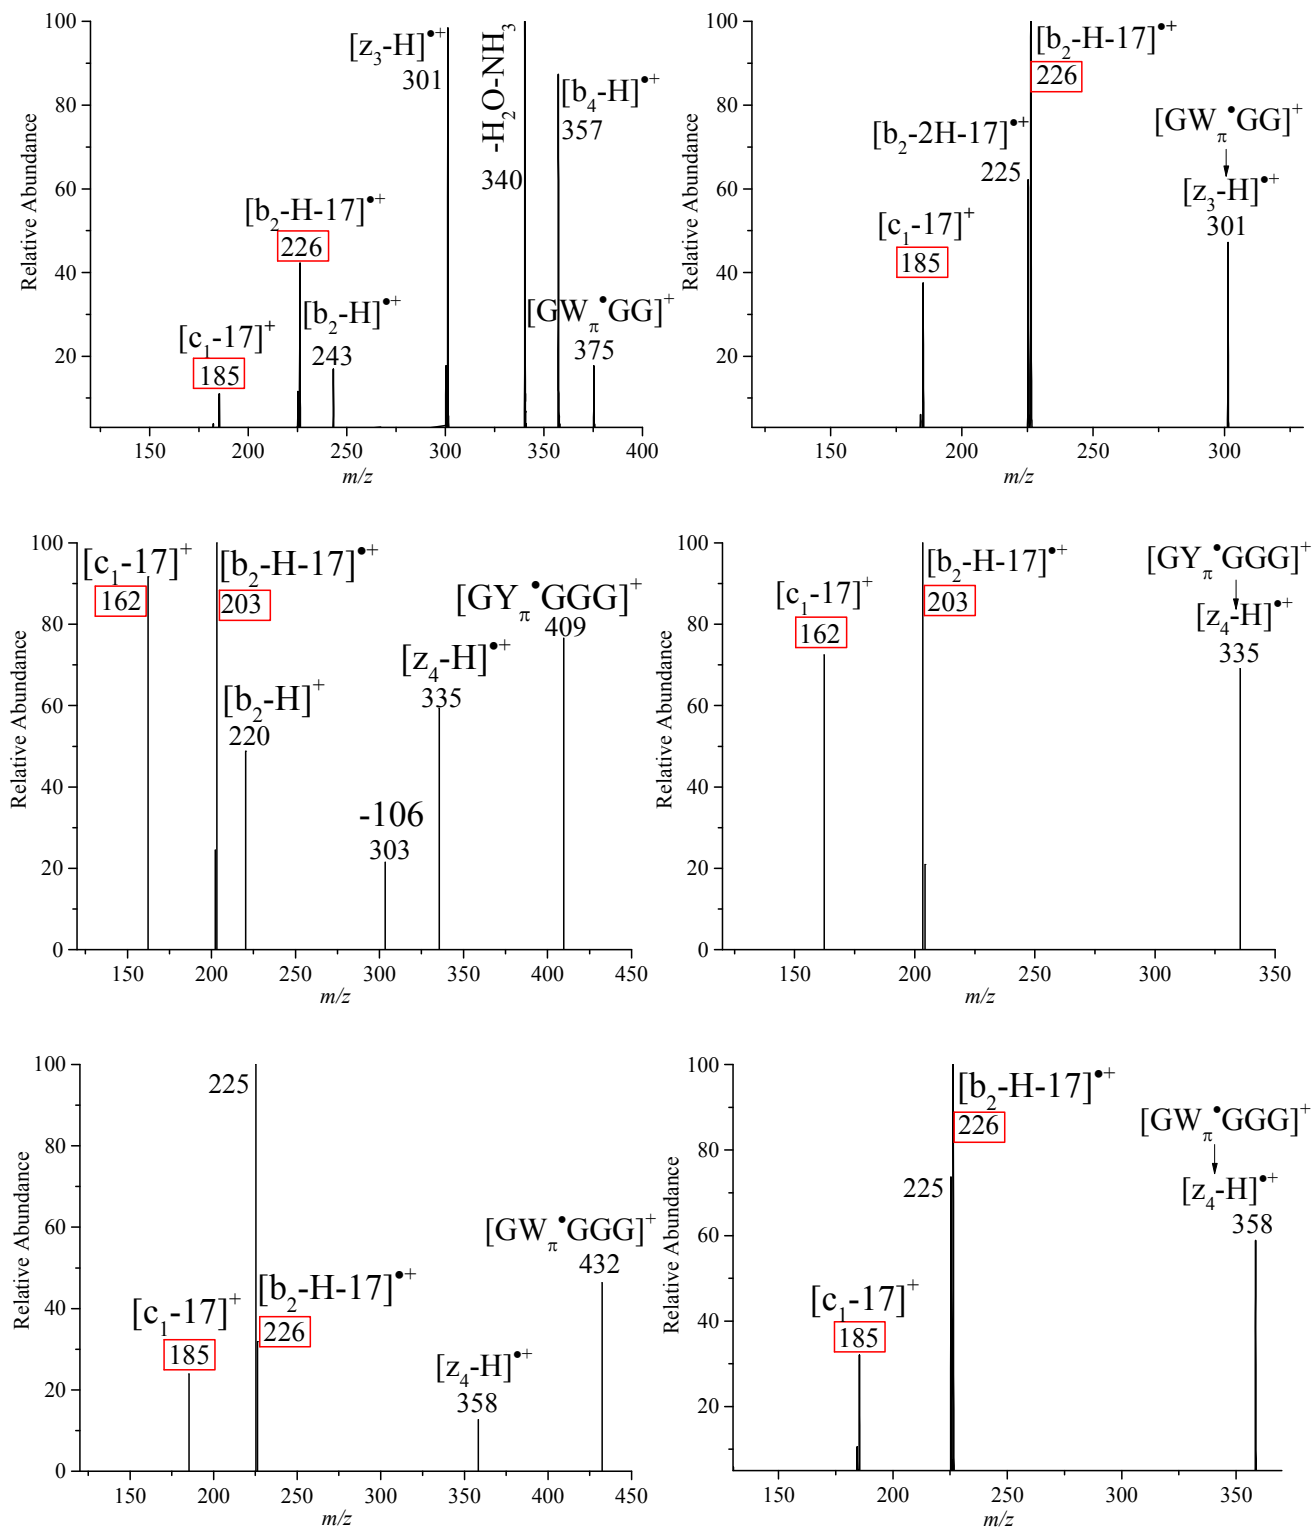 100
80
60
40
20
Relative Abundance
150
200
250
300
350
400
m/z
[c₁-17]⁺
185
[b₂-H-17]•⁺
226
[b₂-H]•⁺
243
[z₃-H]•⁺
301
-H₂O-NH₃
340
[b₄-H]•⁺
357
[GWπ•GG]⁺
375
100
80
60
40
20
Relative Abundance
150
200
250
300
m/z
[c₁-17]⁺
185
[b₂-2H-17]•⁺
225
[b₂-H-17]•⁺
226
[GWπ•GG]⁺
[z₃-H]•⁺
301
100
80
60
40
20
0
Relative Abundance
150
200
250
300
350
400
450
m/z
[c₁-17]⁺
162
[b₂-H-17]•⁺
203
[b₂-H]⁺
220
-106
303
[z₄-H]•⁺
335
[GYπ•GGG]⁺
409
100
80
60
40
20
0
Relative Abundance
150
200
250
300
350
m/z
[c₁-17]⁺
162
[b₂-H-17]•⁺
203
[GYπ•GGG]⁺
[z₄-H]•⁺
335
100
80
60
40
20
0
Relative Abundance
150
200
250
300
350
400
450
m/z
[c₁-17]⁺
185
225
[b₂-H-17]•⁺
226
[z₄-H]•⁺
358
[GWπ•GGG]⁺
432
100
80
60
40
20
Relative Abundance
150
200
250
300
350
m/z
[c₁-17]⁺
185
225
[b₂-H-17]•⁺
226
[GWπ•GGG]⁺
[z₄-H]•⁺
358